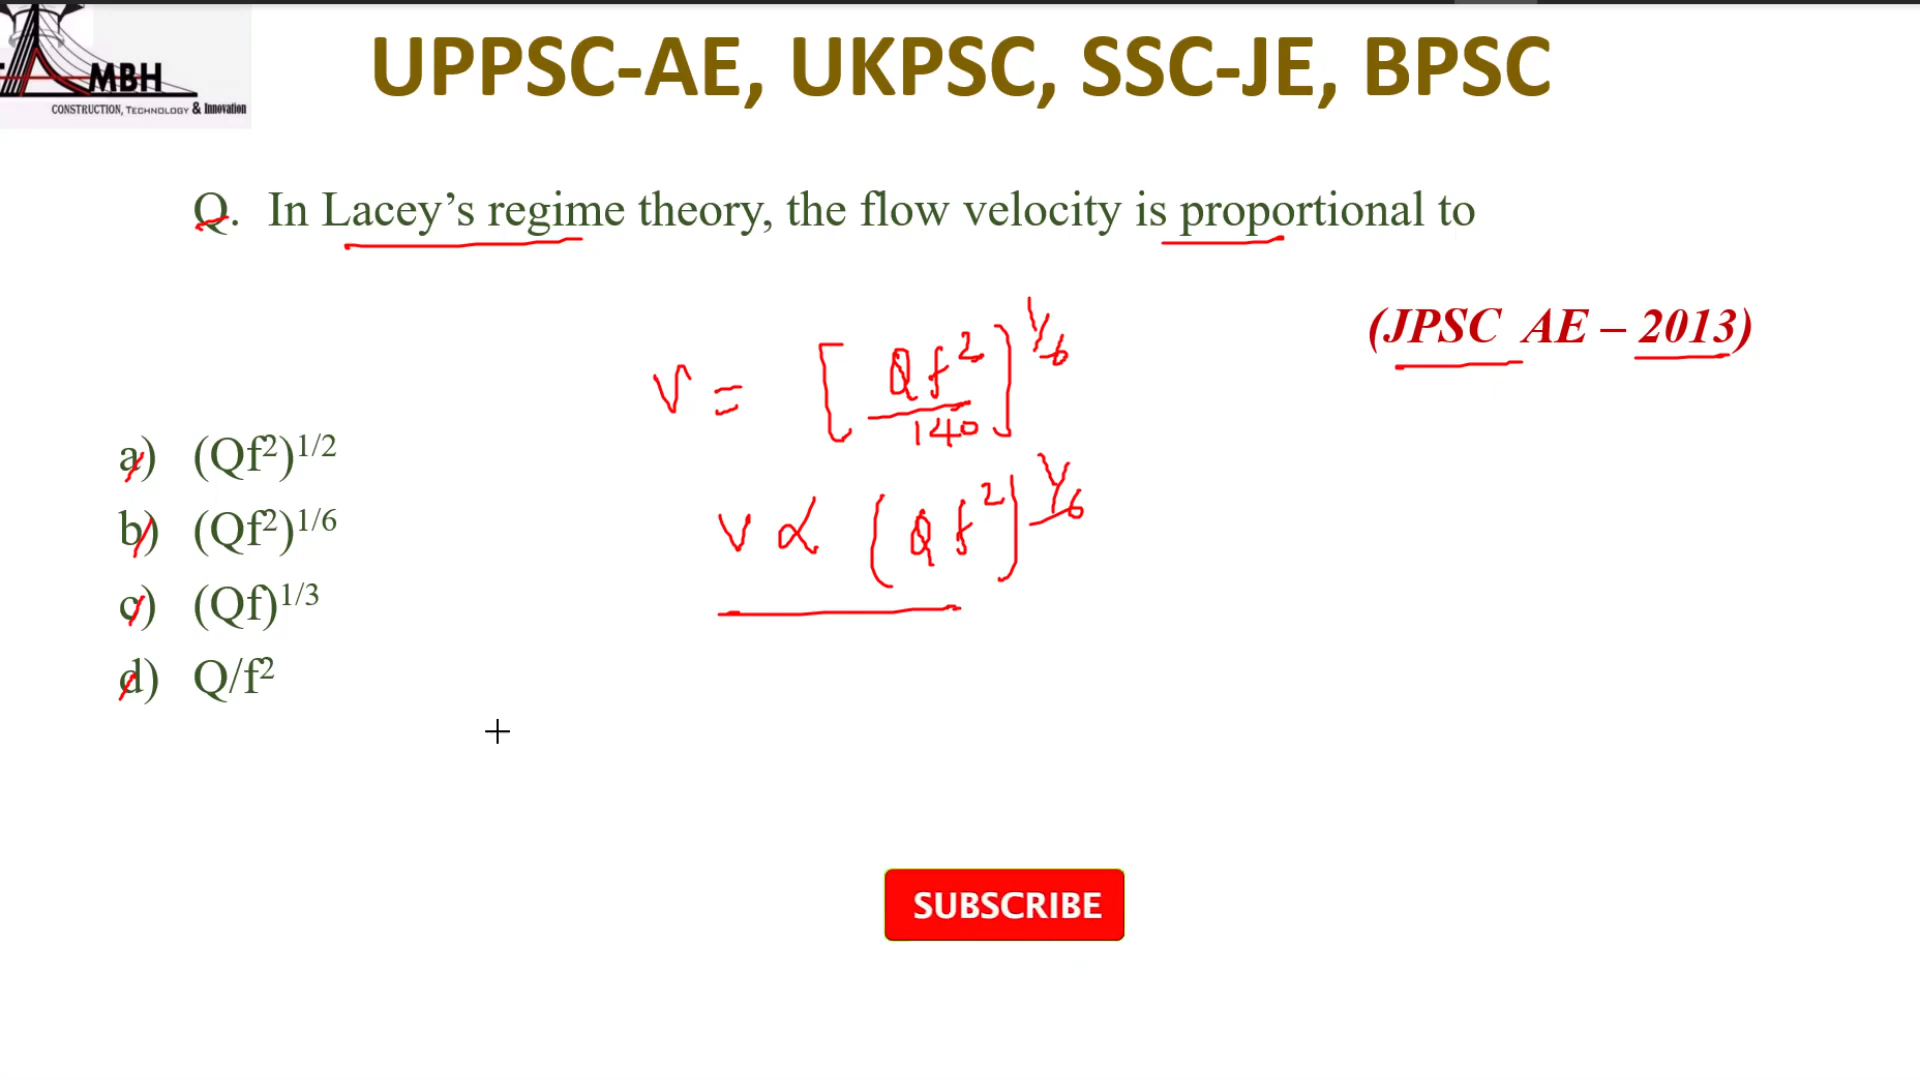 MBH
CONSTRUCTION, TECHNOLOGY & Innovation
UPPSC-AE, UKPSC, SSC-JE, BPSC
Q. In Lacey’s regime theory, the flow velocity is proportional to
(JPSC AE – 2013)
V = [Qf²/140]^1/6
V ∝ (Qf²)^1/6
a) (Qf²)^1/2
b) (Qf²)^1/6
c) (Qf)^1/3
d) Q/f²
SUBSCRIBE